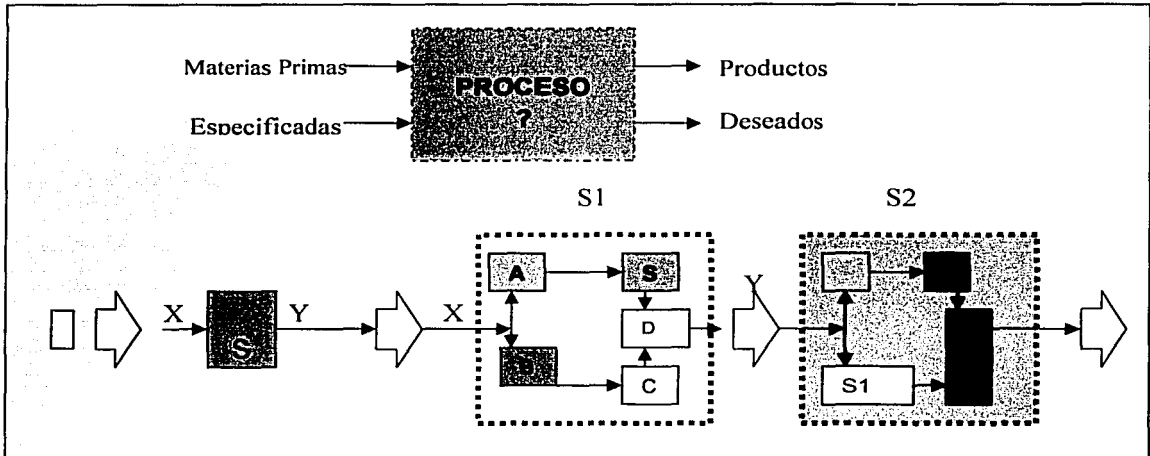 Materias Primas
PROCESO
Productos
Especificadas
?
Deseados
S1
S2
A
S
X
S
Y
X
D
Y
B
C
S1